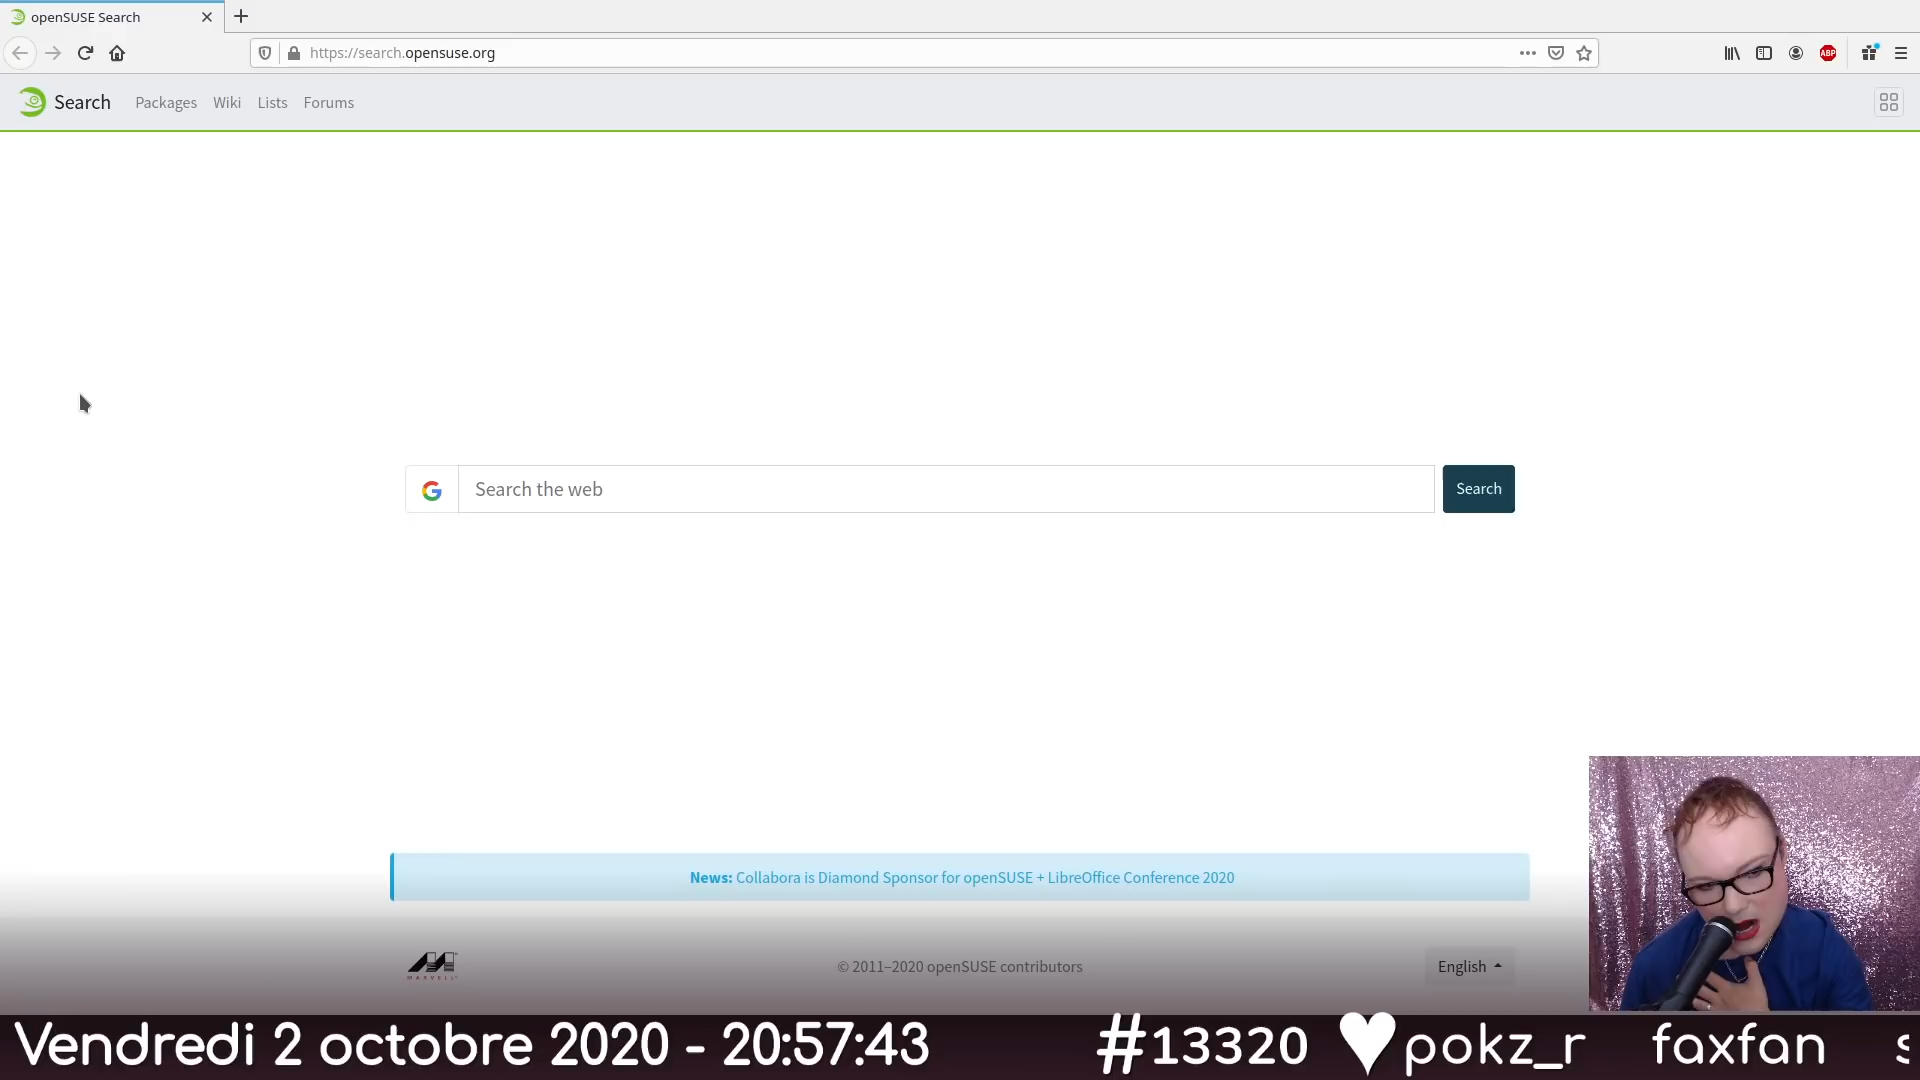 openSUSE Search
https://search.opensuse.org
ABP
Search Packages Wiki Lists Forums
Search the web
Search
News: Collabora is Diamond Sponsor for openSUSE + LibreOffice Conference 2020
MARVELL
© 2011–2020 openSUSE contributors
English
Vendredi 2 octobre 2020 - 20:57:43 #13320 ♥pokz_r faxfan